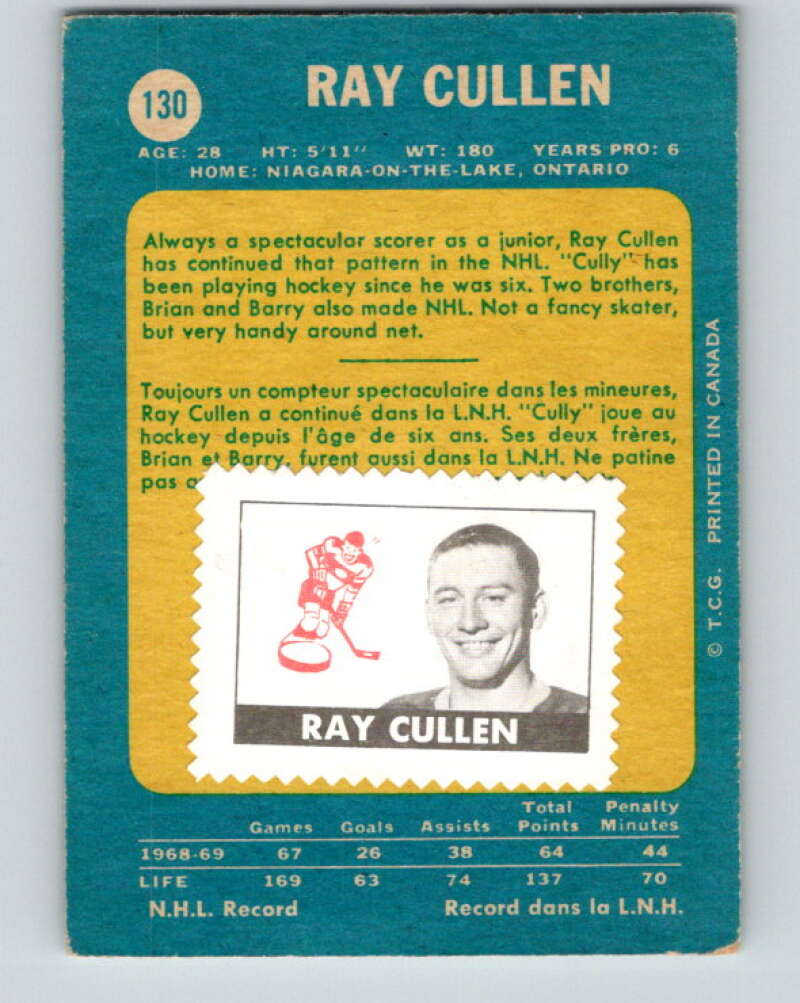 130
RAY CULLEN
AGE: 28 HT: 5'11" WT: 180 YEARS PRO: 6
HOME: NIAGARA-ON-THE-LAKE, ONTARIO
Always a spectacular scorer as a junior, Ray Cullen
has continued that pattern in the NHL. "Cully" has
been playing hockey since he was six. Two brothers,
Brian and Barry also made NHL. Not a fancy skater,
but very handy around net.
Toujours un compteur spectaculaire dans les mineures,
Ray Cullen a continué dans la L.N.H. "Cully" joue au
hockey depuis l'âge de six ans. Ses deux frères,
Brian et Barry, furent aussi dans la L.N.H. Ne patine
pas
RAY CULLEN
© T.C.G. PRINTED IN CANADA
Games Goals Assists Total Points Penalty Minutes
1968-69 67 26 38 64 44
LIFE 169 63 74 137 70
N.H.L. Record Record dans la L.N.H.